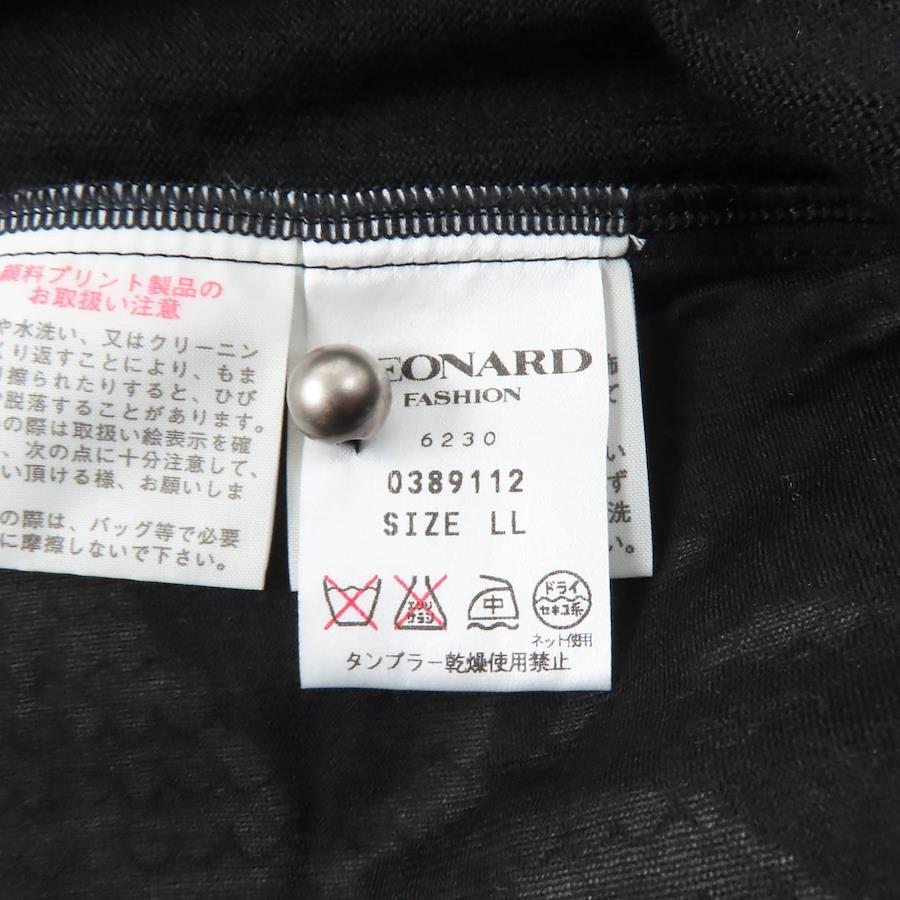 顔料プリント製品の
お取扱い注意
や水洗い、又はクリーニン
くり返すことにより、もま
り擦られたりすると、ひび
脱落することがあります。
の際は取扱い絵表示を確
、次の点に十分注意して、
い頂ける様、お願いしま
の際は、バッグ等で必要
に摩擦しないで下さい。
EONARD
FASHION
6230
0389112
SIZE LL
エンソ
サラシ
中
ドライ
セキユ系
ネット使用
タンブラー乾燥使用禁止
て
い
ず
洗
い。